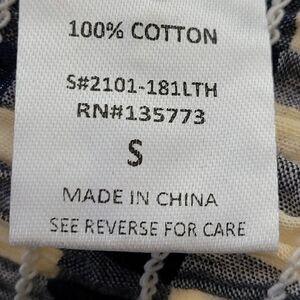 100% COTTON
S#2101-181LTH
RN#135773
S
MADE IN CHINA
SEE REVERSE FOR CARE